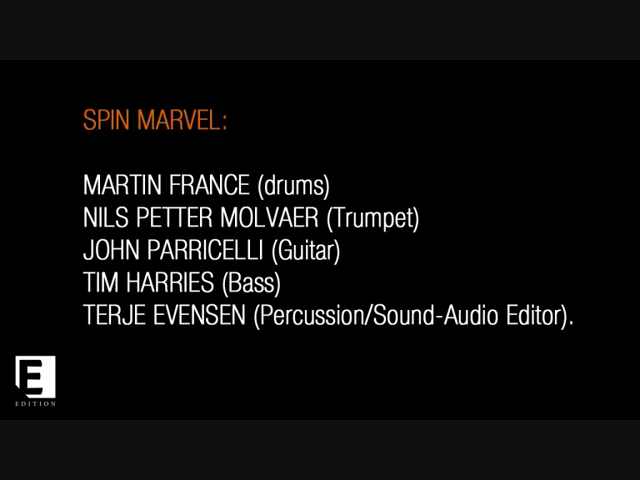 SPIN MARVEL:
MARTIN FRANCE (drums)
NILS PETTER MOLVAER (Trumpet)
JOHN PARRICELLI (Guitar)
TIM HARRIES (Bass)
TERJE EVENSEN (Percussion/Sound-Audio Editor).
E
EDITION